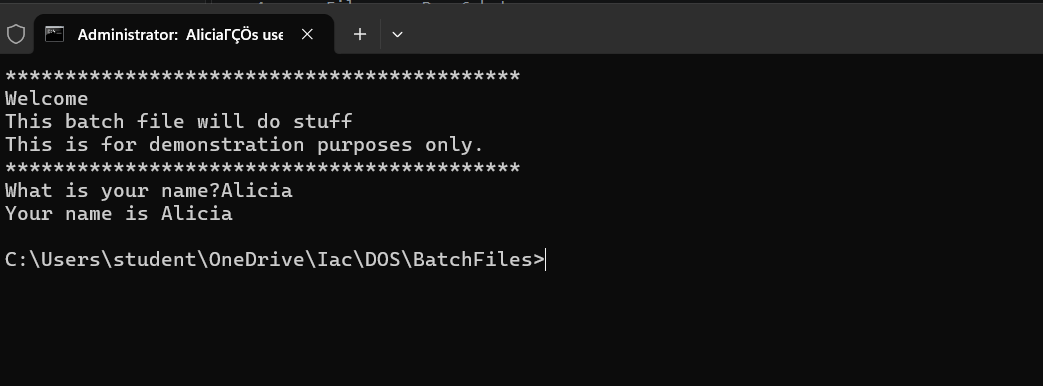 Administrator: AliciaΓÇÖs use
*******************************************
Welcome
This batch file will do stuff
This is for demonstration purposes only.
*******************************************
What is your name?Alicia
Your name is Alicia
C:\Users\student\OneDrive\Iac\DOS\BatchFiles>